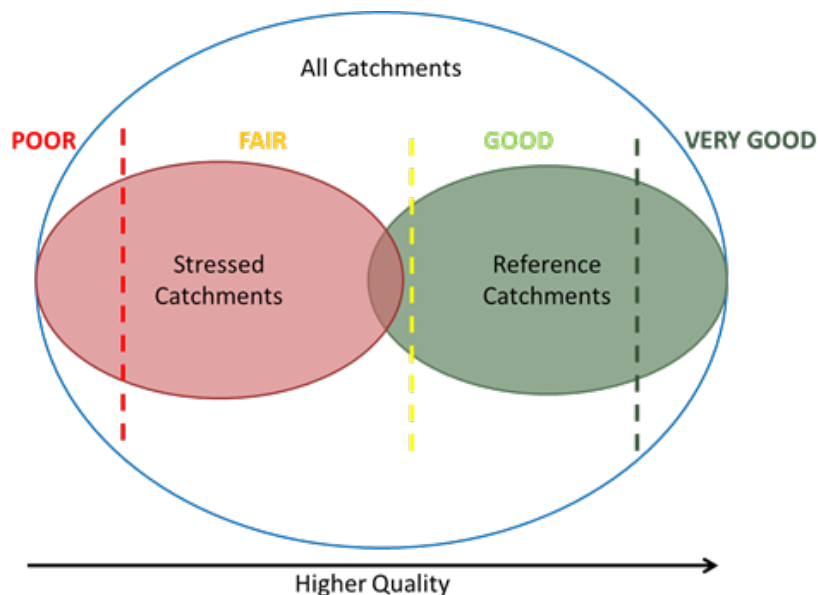 All Catchments
POOR
FAIR
GOOD
VERY GOOD
Stressed
Catchments
Reference
Catchments
Higher Quality